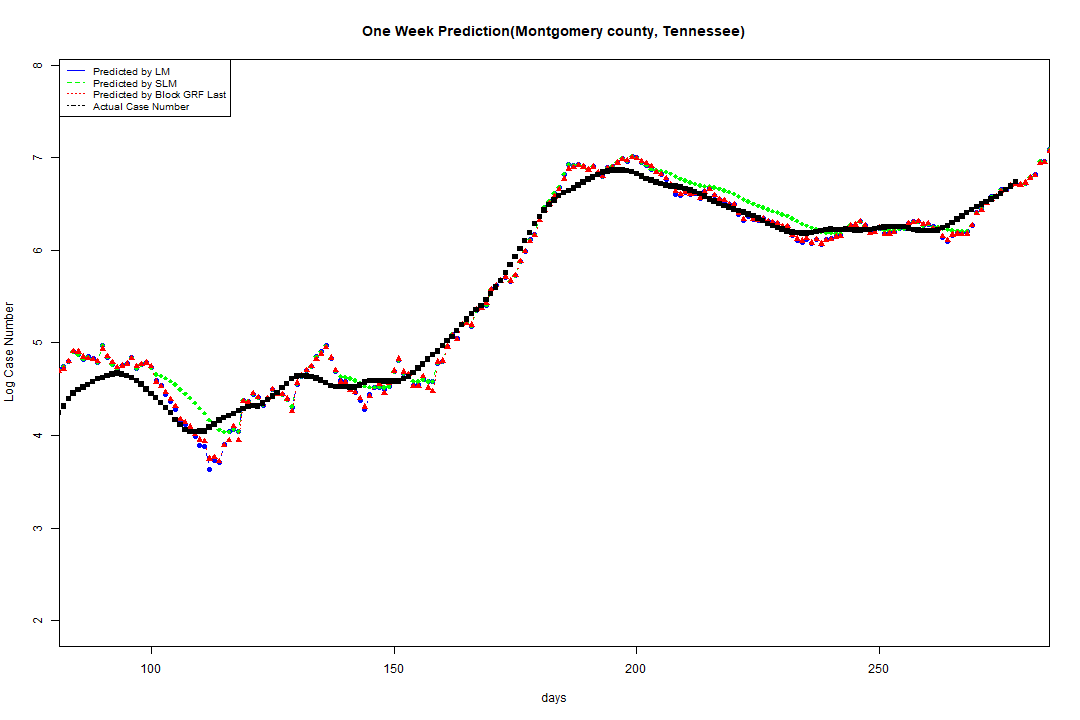 One Week Prediction(Montgomery county, Tennessee)
Predicted by LM
Predicted by SLM
Predicted by Block GRF Last
Actual Case Number
Log Case Number
8
7
6
5
4
3
2
100
150
200
250
days